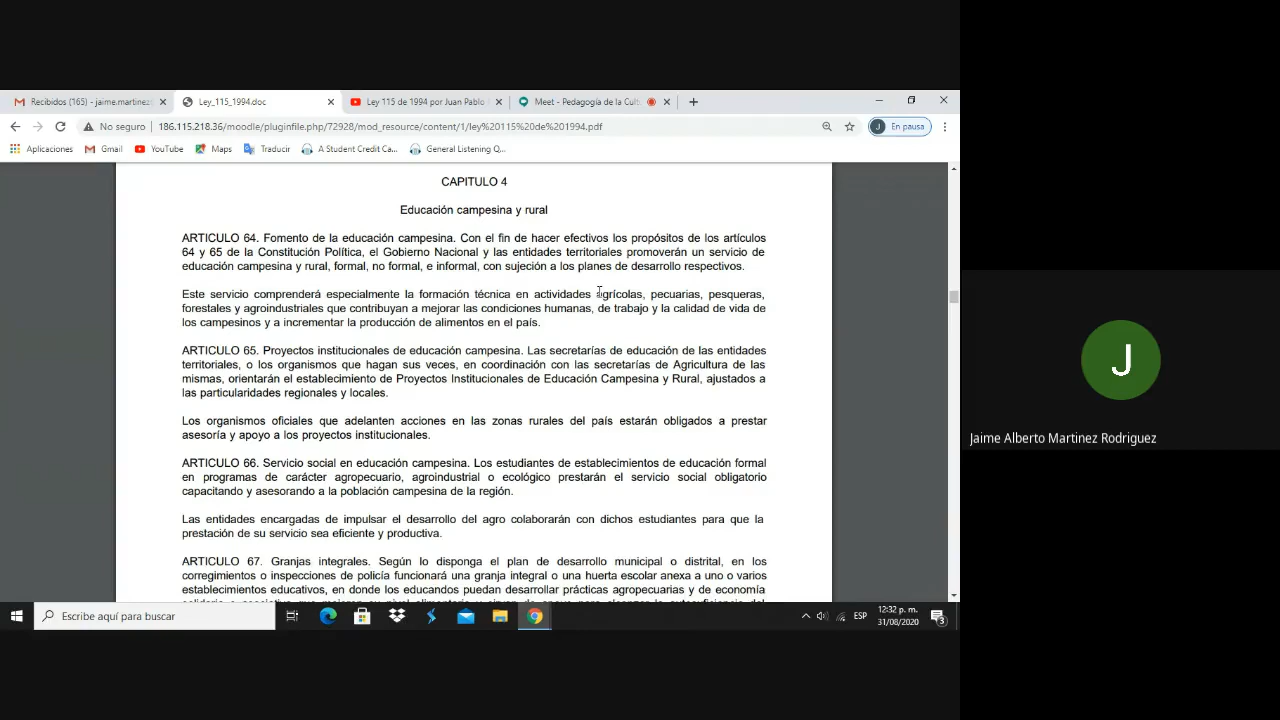 Recibidos (165) - jaime.martinez
Ley_115_1994.doc
Ley 115 de 1994 por Juan Pablo
Meet - Pedagogía de la Cultu
No seguro
186.115.218.36/moodle/pluginfile.php/72928/mod_resource/content/1/ley%20115%20de%201994.pdf
J
En pausa
Aplicaciones
Gmail
YouTube
Maps
Traducir
A Student Credit Ca...
General Listening Q...
CAPITULO 4
Educación campesina y rural
ARTICULO 64. Fomento de la educación campesina. Con el fin de hacer efectivos los propósitos de los artículos
64 y 65 de la Constitución Política, el Gobierno Nacional y las entidades territoriales promoverán un servicio de
educación campesina y rural, formal, no formal, e informal, con sujeción a los planes de desarrollo respectivos.
Este servicio comprenderá especialmente la formación técnica en actividades agrícolas, pecuarias, pesqueras,
forestales y agroindustriales que contribuyan a mejorar las condiciones humanas, de trabajo y la calidad de vida de
los campesinos y a incrementar la producción de alimentos en el país.
ARTICULO 65. Proyectos institucionales de educación campesina. Las secretarías de educación de las entidades
territoriales, o los organismos que hagan sus veces, en coordinación con las secretarías de Agricultura de las
mismas, orientarán el establecimiento de Proyectos Institucionales de Educación Campesina y Rural, ajustados a
las particularidades regionales y locales.
Los organismos oficiales que adelanten acciones en las zonas rurales del país estarán obligados a prestar
asesoría y apoyo a los proyectos institucionales.
ARTICULO 66. Servicio social en educación campesina. Los estudiantes de establecimientos de educación formal
en programas de carácter agropecuario, agroindustrial o ecológico prestarán el servicio social obligatorio
capacitando y asesorando a la población campesina de la región.
Las entidades encargadas de impulsar el desarrollo del agro colaborarán con dichos estudiantes para que la
prestación de su servicio sea eficiente y productiva.
ARTICULO 67. Granjas integrales. Según lo disponga el plan de desarrollo municipal o distrital, en los
corregimientos o inspecciones de policía funcionará una granja integral o una huerta escolar anexa a uno o varios
establecimientos educativos, en donde los educandos puedan desarrollar prácticas agropecuarias y de economía
J
Jaime Alberto Martinez Rodriguez
Escribe aquí para buscar
ESP
12:32 p. m.
31/08/2020
3